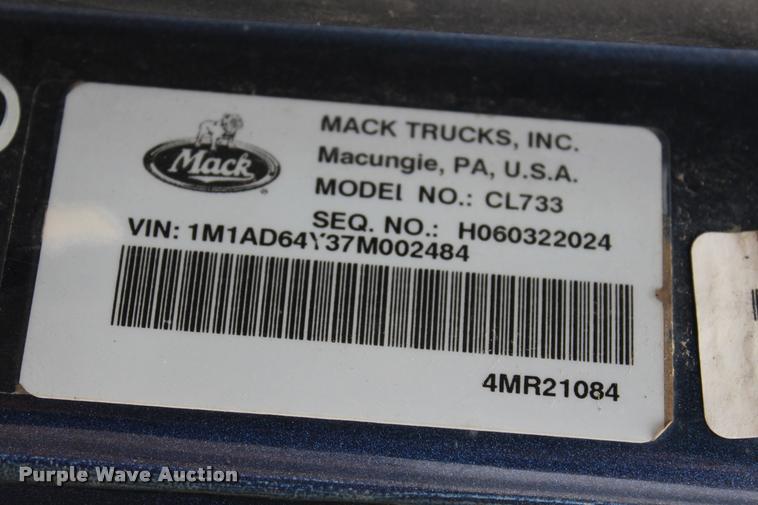 Mack
MACK TRUCKS, INC.
Macungie, PA, U.S.A.
MODEL NO.: CL733
SEQ. NO.: H060322024
VIN: 1M1AD64Y37M002484
4MR21084
Purple Wave Auction